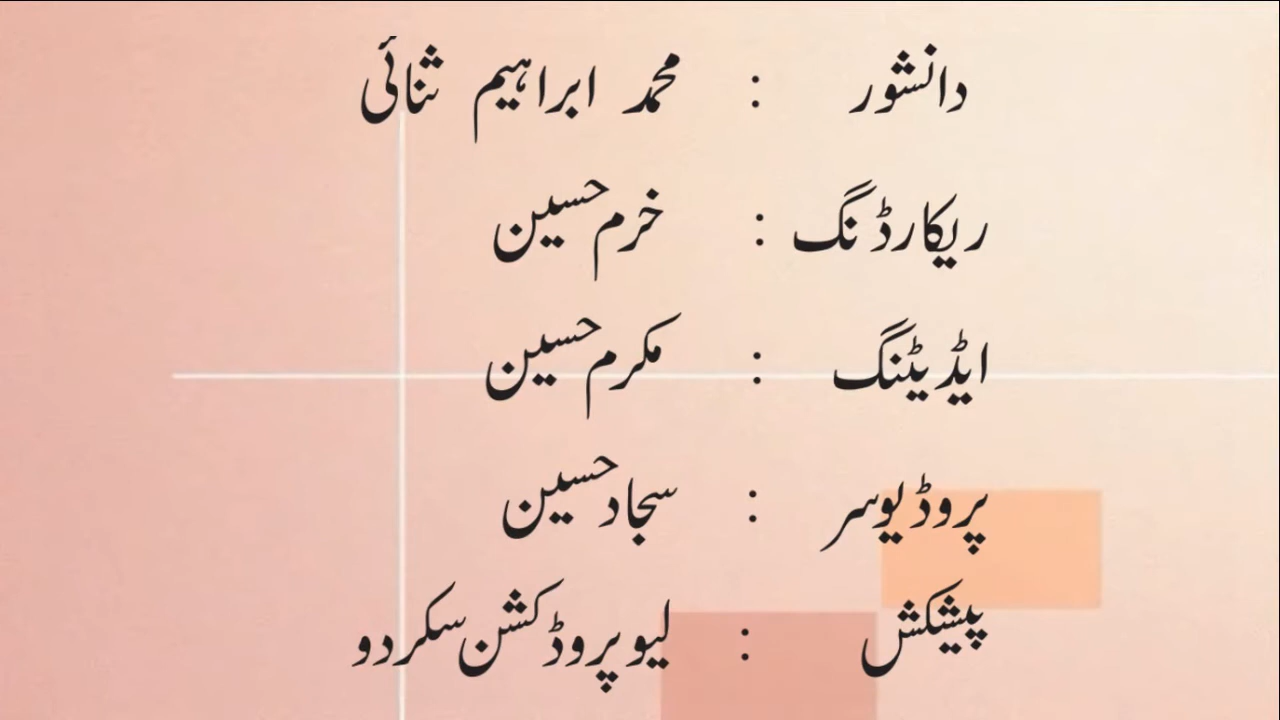 دانشور : محمد ابراہیم ثنائی
ریکارڈنگ : خرم حسین
ایڈیٹنگ : مکرم حسین
پروڈیوسر : سجاد حسین
پیشکش : لیو پروڈکشن سکردو